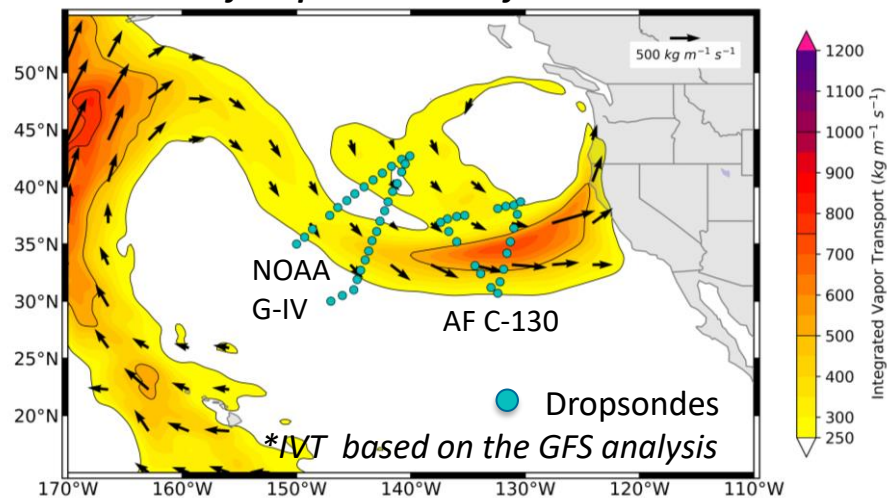 500 kg m⁻¹ s⁻¹
50°N
45°N
40°N
35°N
30°N
25°N
20°N
NOAA
G-IV
AF C-130
Dropsondes
*IVT based on the GFS analysis
170°W 160°W 150°W 140°W 130°W 120°W 110°W
1200
1000
900
800
700
600
500
400
300
250
Integrated Vapor Transport (kg m⁻¹ s⁻¹)